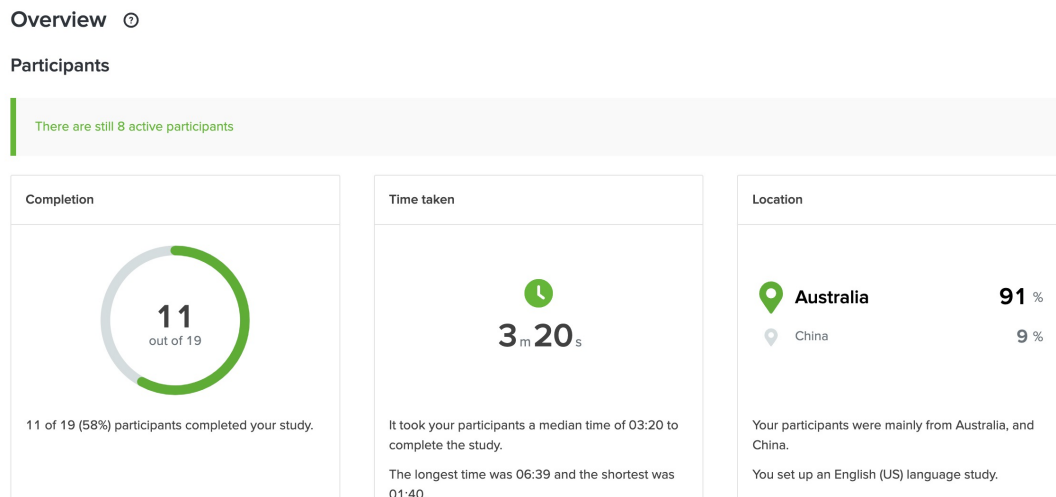 Overview ?
Participants
There are still 8 active participants
Completion
11
out of 19
11 of 19 (58%) participants completed your study.
Time taken
3 m 20 s
It took your participants a median time of 03:20 to
complete the study.
The longest time was 06:39 and the shortest was
01:40
Location
Australia 91 %
China 9 %
Your participants were mainly from Australia, and
China.
You set up an English (US) language study.